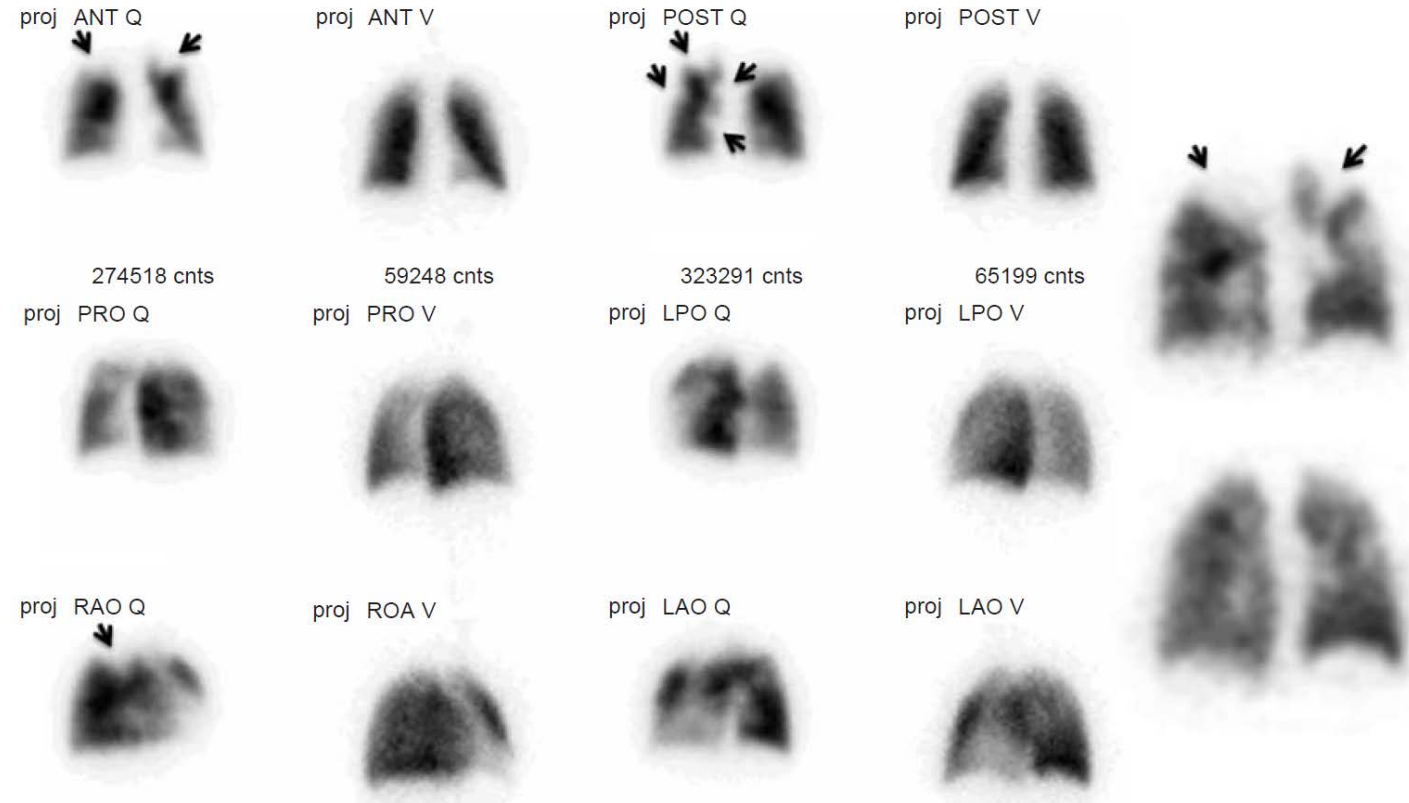 proj ANT Q
proj ANT V
proj POST Q
proj POST V
274518 cnts
59248 cnts
323291 cnts
65199 cnts
proj PRO Q
proj PRO V
proj LPO Q
proj LPO V
proj RAO Q
proj ROA V
proj LAO Q
proj LAO V